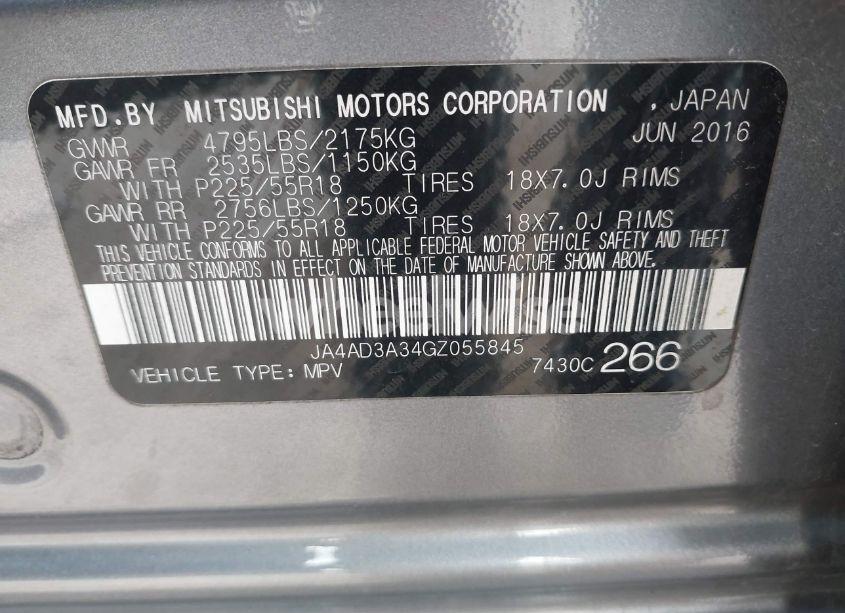 MFD.BY MITSUBISHI MOTORS CORPORATION , JAPAN
GVWR 4795LBS/2175KG JUN 2016
GAWR FR 2535LBS/1150KG
WITH P225/55R18 TIRES 18X7.0J RIMS
GAWR RR 2756LBS/1250KG
WITH P225/55R18 TIRES 18X7.0J RIMS
THIS VEHICLE CONFORMS TO ALL APPLICABLE FEDERAL MOTOR VEHICLE SAFETY AND THEFT
PREVENTION STANDARDS IN EFFECT ON THE DATE OF MANUFACTURE SHOWN ABOVE.
JA4AD3A34GZ055845
VEHICLE TYPE: MPV 7430C 266